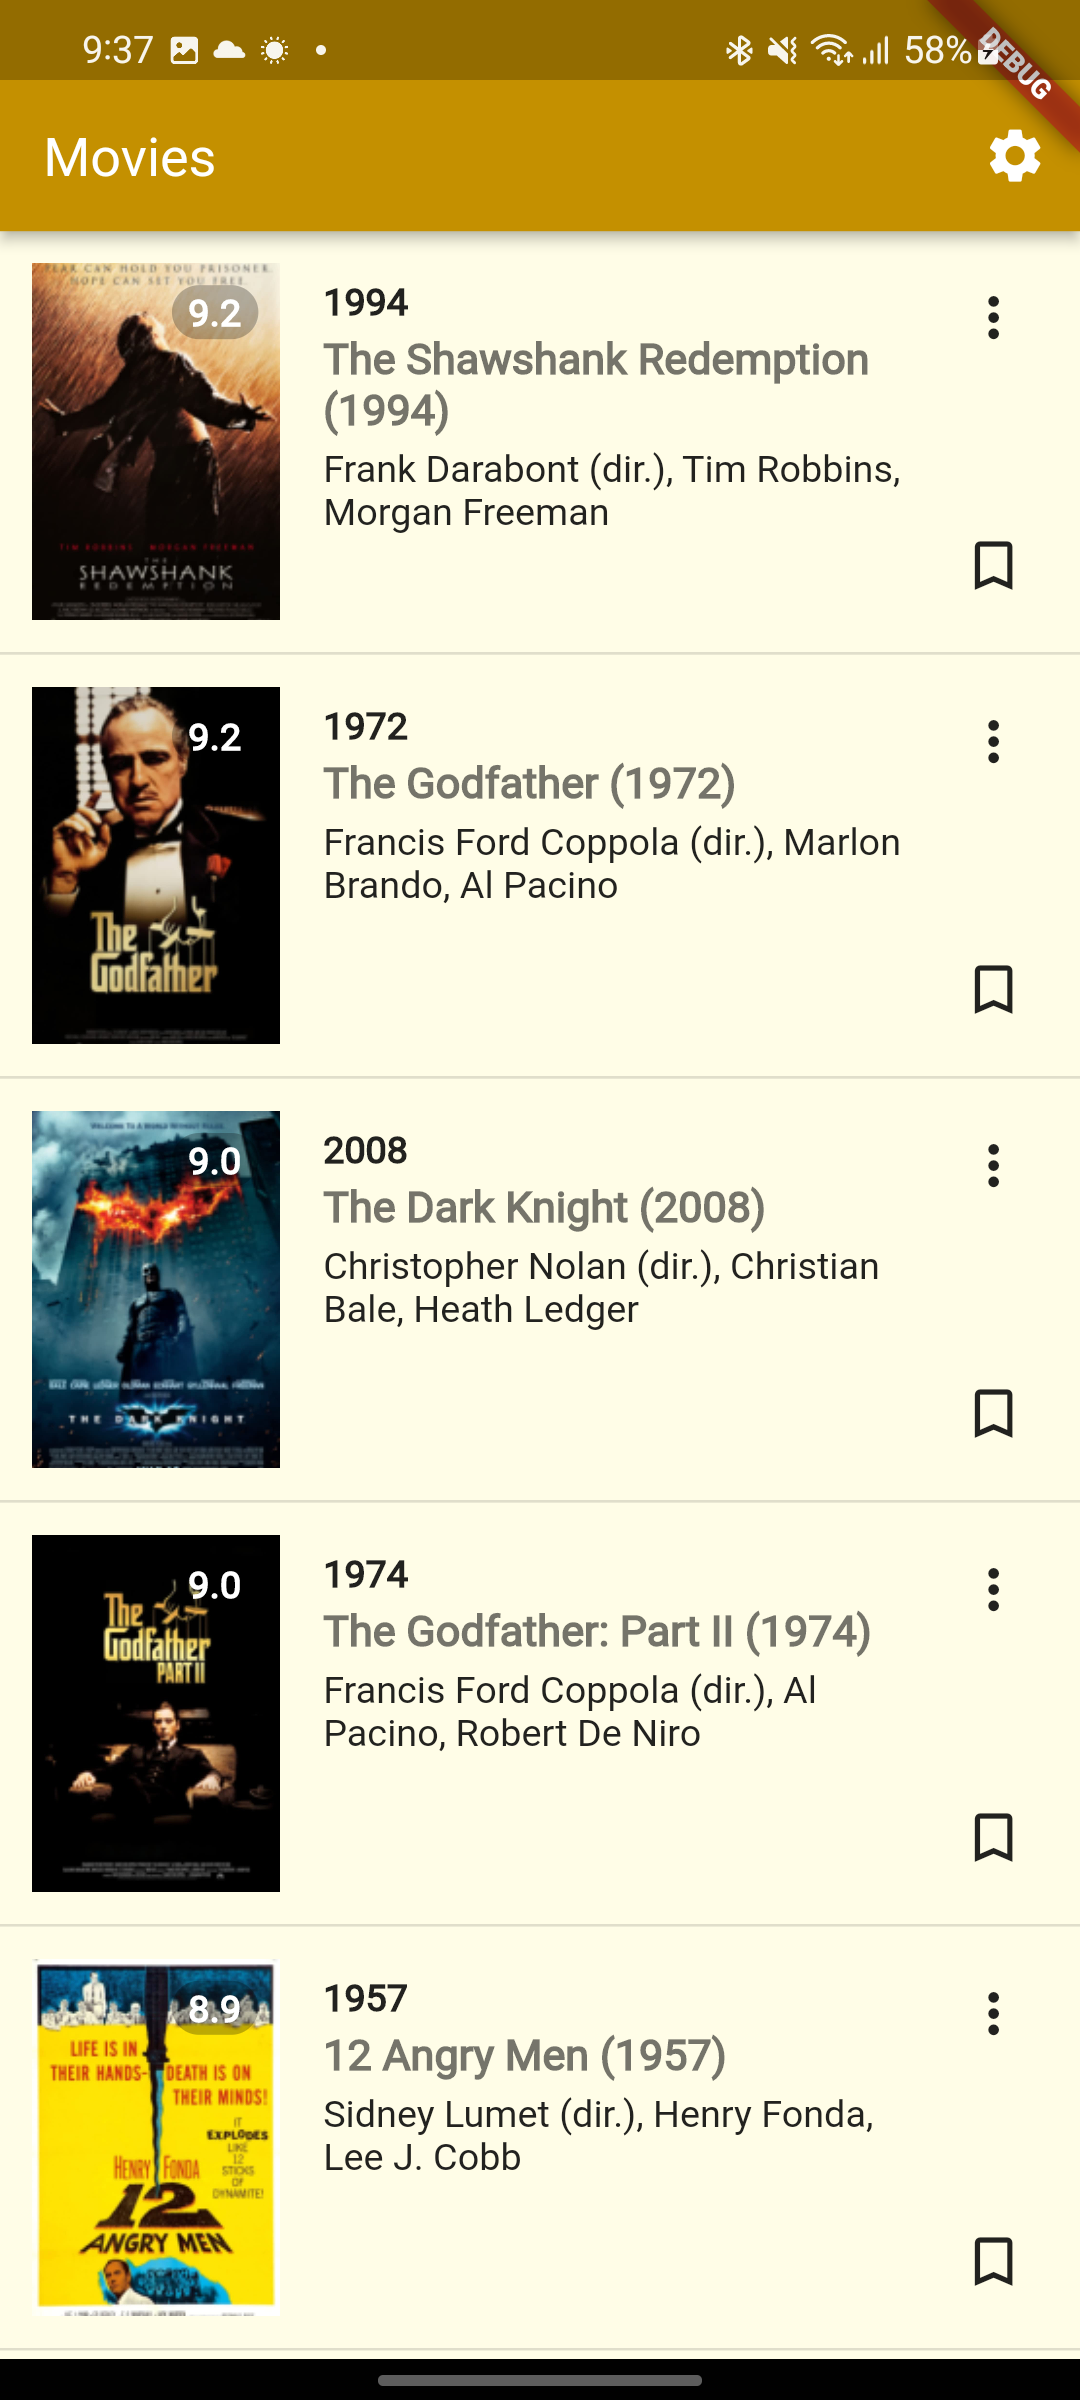 9:37
58%
DEBUG
Movies
FEAR CAN HOLD YOU PRISONER.
HOPE CAN SET YOU FREE.
9.2
TIM ROBBINS MORGAN FREEMAN
THE
SHAWSHANK
REDEMPTION
1994
The Shawshank Redemption
(1994)
Frank Darabont (dir.), Tim Robbins,
Morgan Freeman
9.2
The
Godfather
1972
The Godfather (1972)
Francis Ford Coppola (dir.), Marlon
Brando, Al Pacino
WELCOME TO A WORLD WITHOUT RULES.
9.0
THE DARK KNIGHT
2008
The Dark Knight (2008)
Christopher Nolan (dir.), Christian
Bale, Heath Ledger
9.0
The
Godfather
PART II
1974
The Godfather: Part II (1974)
Francis Ford Coppola (dir.), Al
Pacino, Robert De Niro
8.9
LIFE IS IN
THEIR HANDS- DEATH IS ON
THEIR MINDS!
IT
EXPLODES
LIKE
12
STICKS
OF
DYNAMITE!
HENRY FONDA
12
ANGRY MEN
1957
12 Angry Men (1957)
Sidney Lumet (dir.), Henry Fonda,
Lee J. Cobb